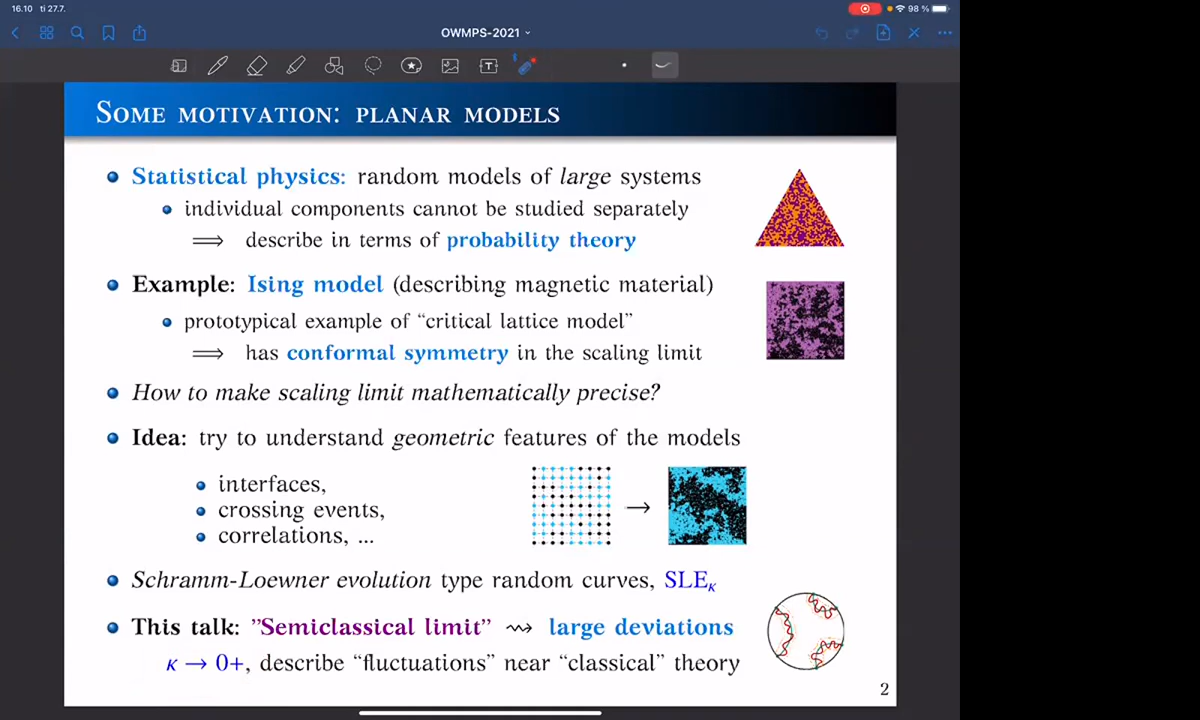 16.10 ti 27.7.
98 %
OWMPS-2021
T
SOME MOTIVATION: PLANAR MODELS
Statistical physics: random models of large systems
individual components cannot be studied separately
⟹ describe in terms of probability theory
Example: Ising model (describing magnetic material)
prototypical example of “critical lattice model”
⟹ has conformal symmetry in the scaling limit
How to make scaling limit mathematically precise?
Idea: try to understand geometric features of the models
interfaces,
crossing events,
correlations, ...
→
Schramm-Loewner evolution type random curves, SLEκ
This talk: ”Semiclassical limit” ⇝ large deviations
κ → 0+, describe “fluctuations” near “classical” theory
2